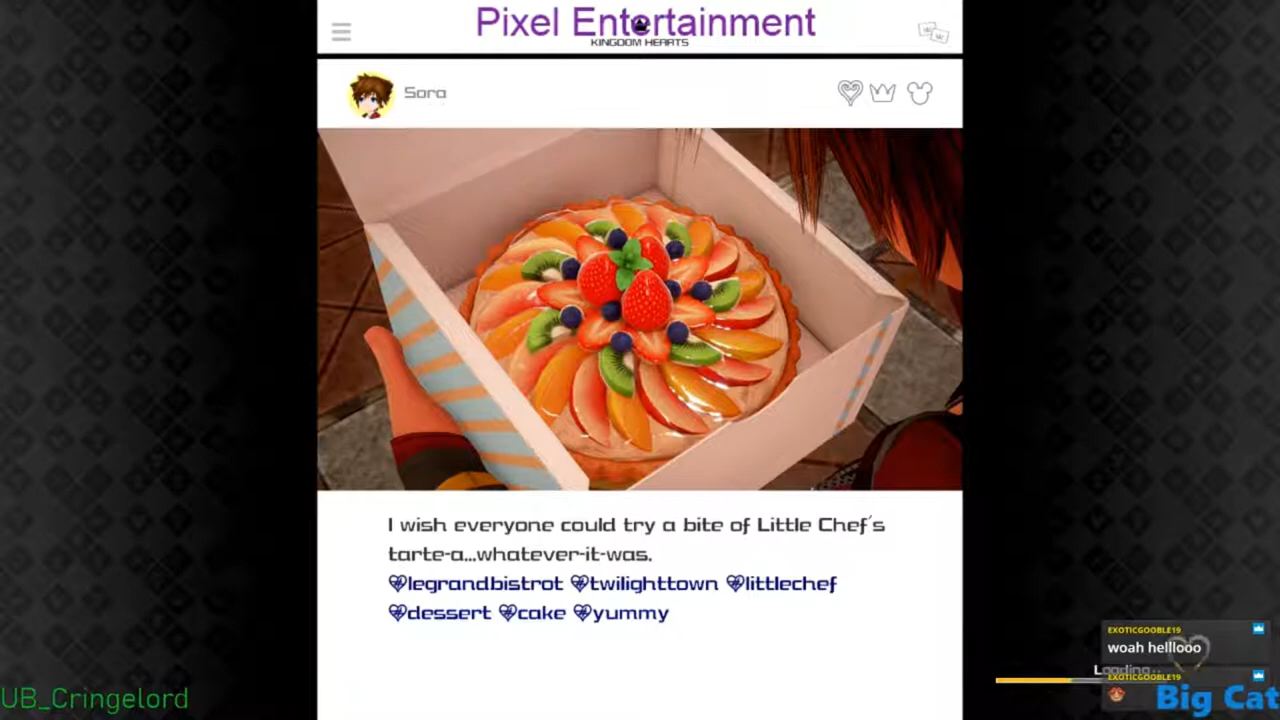 Pixel Entertainment
KINGDOM HEARTS
Sora
I wish everyone could try a bite of Little Chef's
tarte-a...whatever-it-was.
legrandbistrot twilighttown littlechef
dessert cake yummy
EXOTICGOOBLE19
woah helllooo
Loading...
EXOTICGOOBLE19
UB_Cringelord
Big Cat